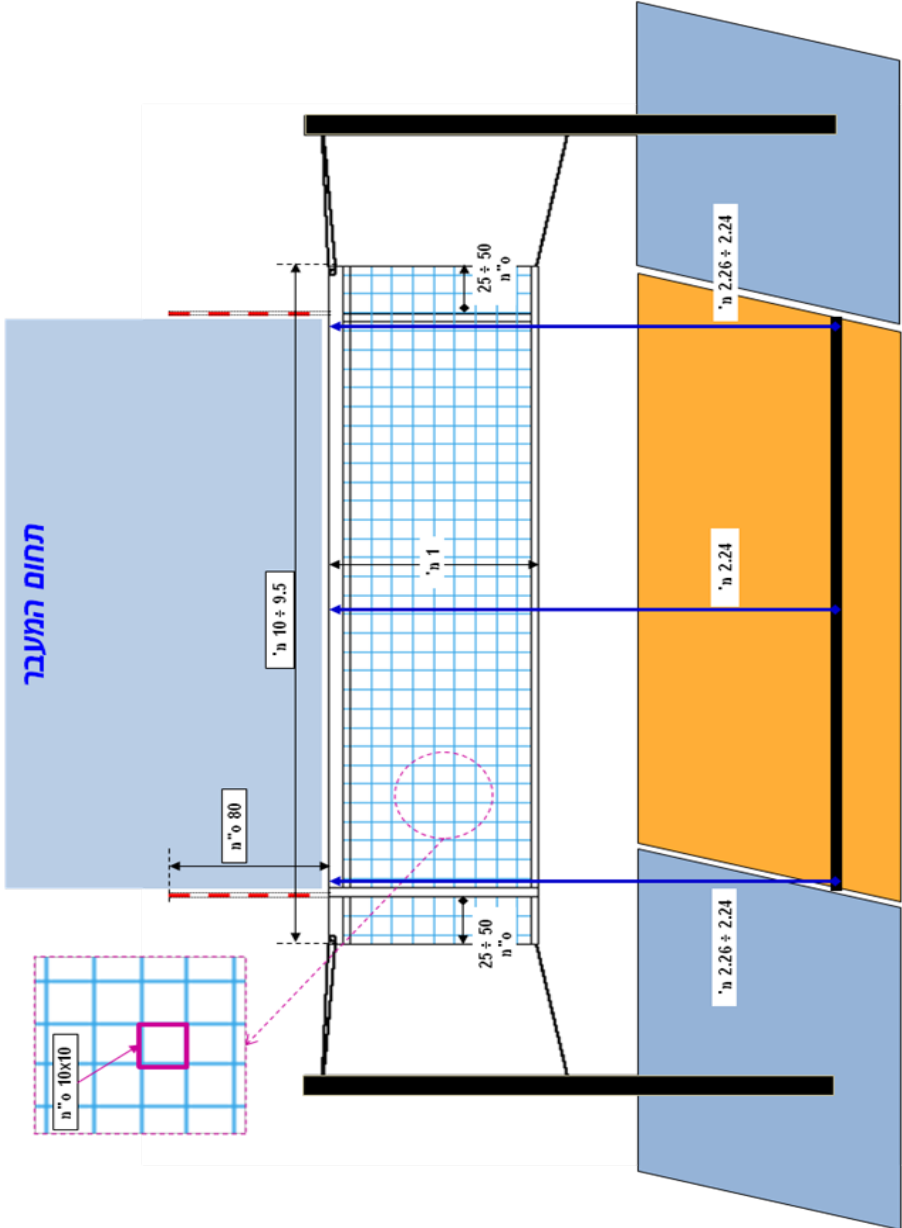 תחום המעבר
10x10 ס"מ
80 ס"מ
9.5 ÷ 10 מ'
1 מ'
25 ÷ 50
ס"מ
25 ÷ 50
ס"מ
2.24 ÷ 2.26 מ'
2.24 מ'
2.24 ÷ 2.26 מ'